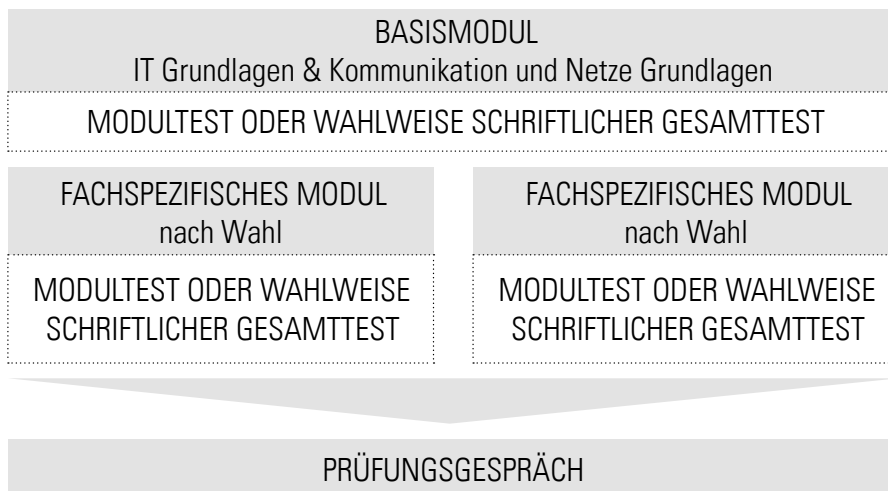 BASISMODUL
IT Grundlagen & Kommunikation und Netze Grundlagen
MODULTEST ODER WAHLWEISE SCHRIFTLICHER GESAMTTEST
FACHSPEZIFISCHES MODUL
nach Wahl
MODULTEST ODER WAHLWEISE
SCHRIFTLICHER GESAMTTEST
FACHSPEZIFISCHES MODUL
nach Wahl
MODULTEST ODER WAHLWEISE
SCHRIFTLICHER GESAMTTEST
PRÜFUNGSGESPRÄCH